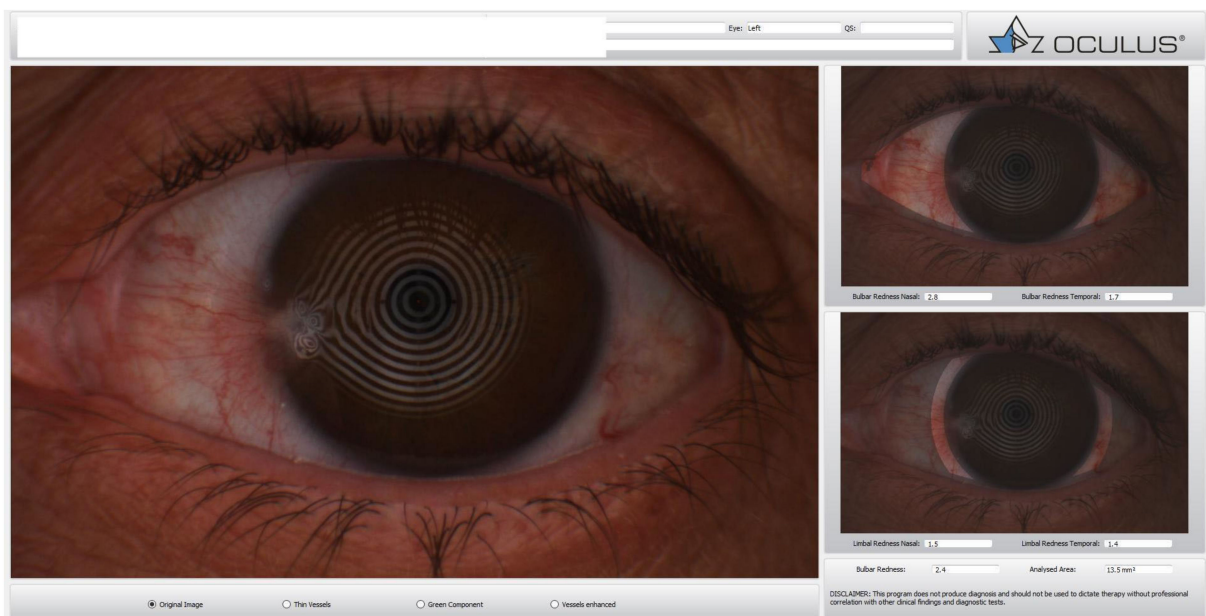 Eye: Left QS:
OCULUS®
Bulbar Redness Nasal: 2.8 Bulbar Redness Temporal: 1.7
Limbal Redness Nasal: 1.5 Limbal Redness Temporal: 1.4
Bulbar Redness: 2.4 Analysed Area: 13.5 mm²
DISCLAIMER: This program does not produce diagnosis and should not be used to dictate therapy without professional
correlation with other clinical findings and diagnostic tests.
Original Image Thin Vessels Green Component Vessels enhanced